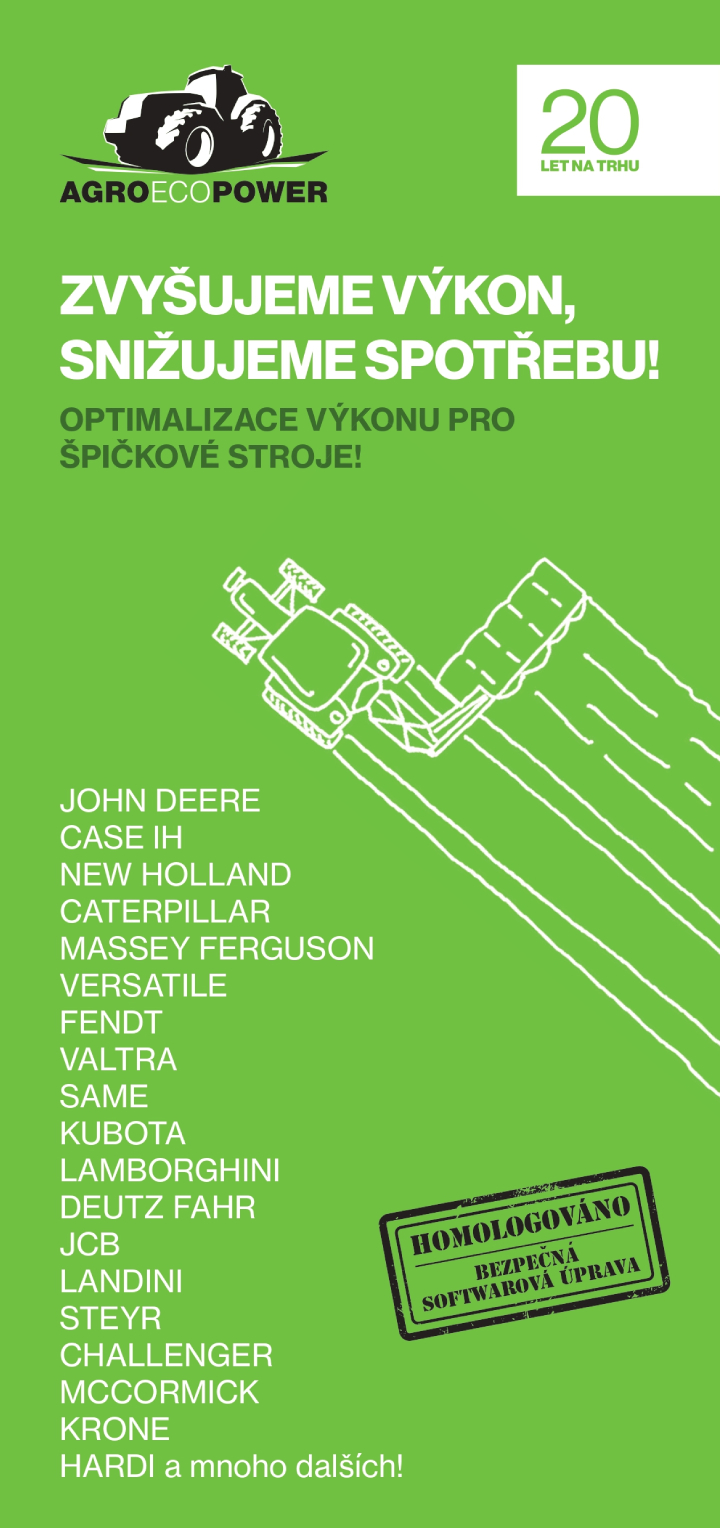 AGROECOPOWER
20
LET NA TRHU
ZVYŠUJEME VÝKON,
SNIŽUJEME SPOTŘEBU!
OPTIMALIZACE VÝKONU PRO
ŠPIČKOVÉ STROJE!
JOHN DEERE
CASE IH
NEW HOLLAND
CATERPILLAR
MASSEY FERGUSON
VERSATILE
FENDT
VALTRA
SAME
KUBOTA
LAMBORGHINI
DEUTZ FAHR
JCB
LANDINI
STEYR
CHALLENGER
MCCORMICK
KRONE
HARDI a mnoho dalších!
HOMOLOGOVÁNO
BEZPEČNÁ
SOFTWAROVÁ ÚPRAVA